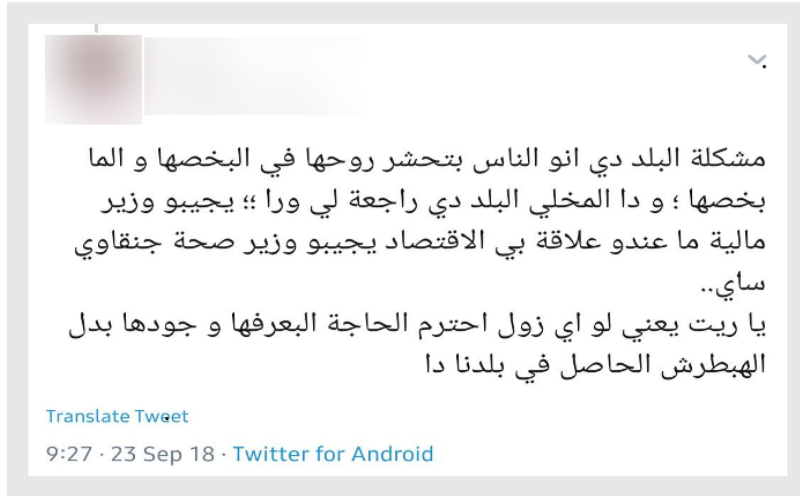 مشكلة البلد دي انو الناس بتحشر روحها في البخصها و الما
بخصها ؛ و دا المخلي البلد دي راجعة لي ورا ؛؛ يجيبو وزير
مالية ما عندو علاقة بي الاقتصاد يجيبو وزير صحة جنقاوي
ساي..
يا ريت يعني لو اي زول احترم الحاجة البعرفها و جودها بدل
الهبطرش الحاصل في بلدنا دا
Translate Tweet
9:27 · 23 Sep 18 · Twitter for Android